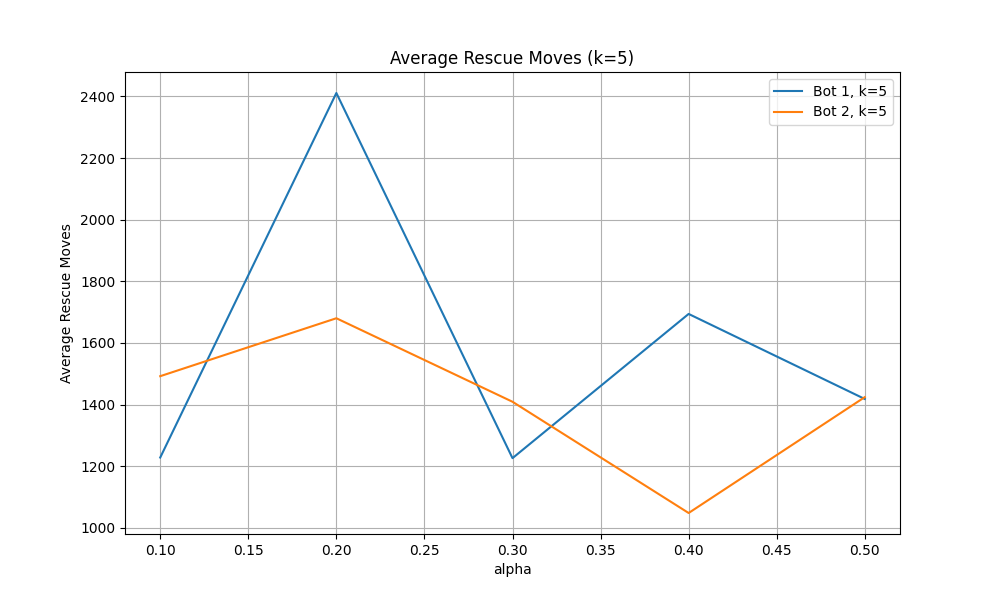 Average Rescue Moves (k=5)
Bot 1, k=5
Bot 2, k=5
Average Rescue Moves
2400
2200
2000
1800
1600
1400
1200
1000
0.10 0.15 0.20 0.25 0.30 0.35 0.40 0.45 0.50
alpha